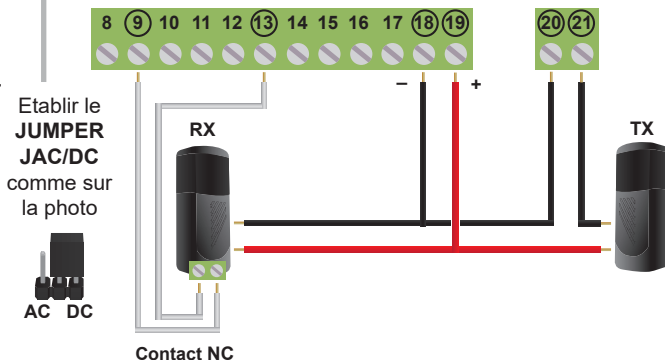 8 9 10 11 12 13 14 15 16 17 18 19 20 21
– +
Etablir le
JUMPER
JAC/DC
comme sur
la photo
AC DC
RX
TX
Contact NC